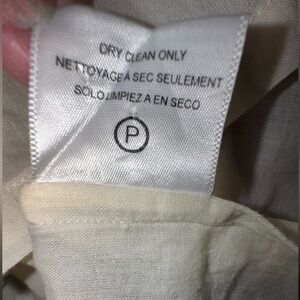 DRY CLEAN ONLY
NETTOYAGE À SEC SEULEMENT
SOLO LIMPIEZA EN SECO
P